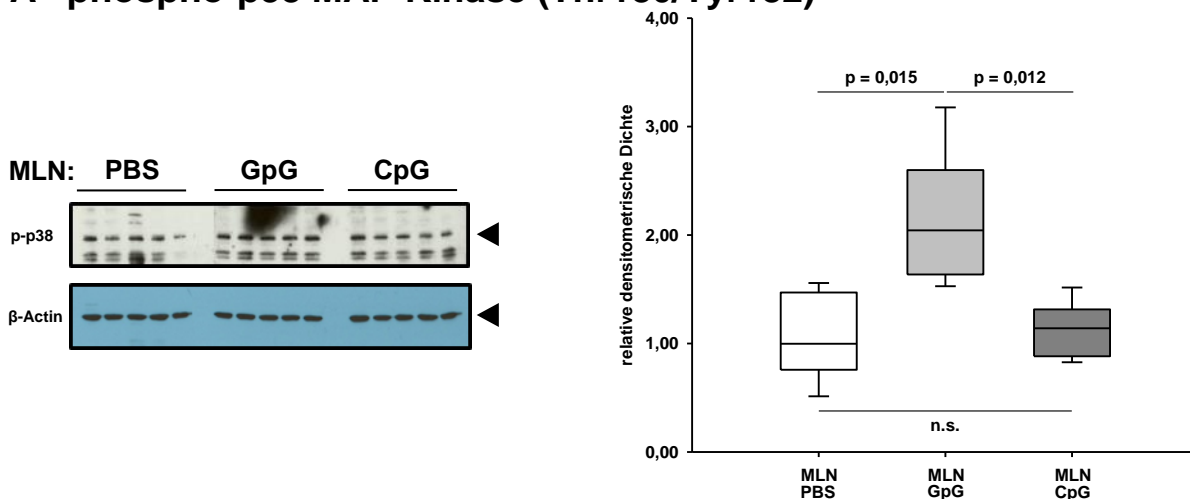 4,00
p = 0,015
p = 0,012
3,00
relative densitometrische Dichte
MLN:
PBS
GpG
CpG
p-p38
2,00
β-Actin
1,00
n.s.
0,00
MLN
PBS
MLN
GpG
MLN
CpG